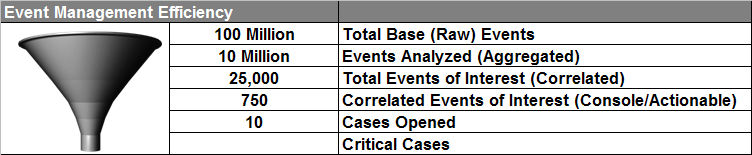 Event Management Efficiency
100 Million Total Base (Raw) Events
10 Million Events Analyzed (Aggregated)
25,000 Total Events of Interest (Correlated)
750 Correlated Events of Interest (Console/Actionable)
10 Cases Opened
Critical Cases